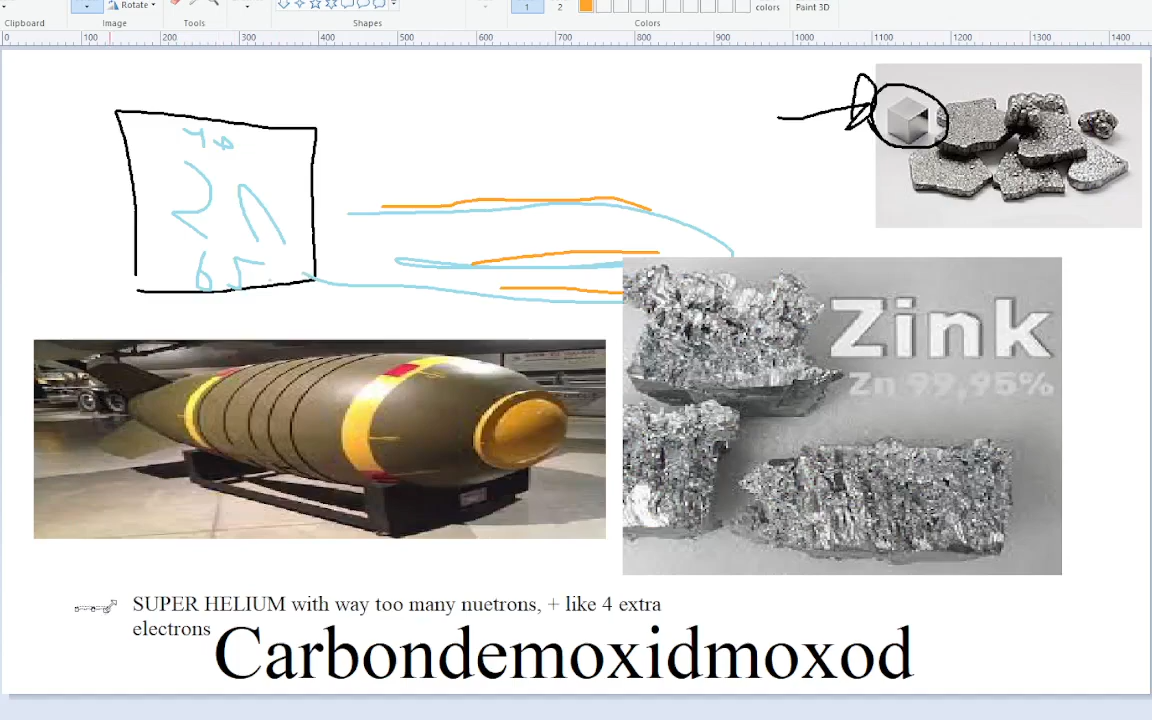 Rotate
colors
Paint 3D
Clipboard
Image
Tools
Shapes
1
2
Colors
0
100
200
300
400
500
600
700
800
900
1000
1100
1200
1300
1400
Zn
65
Zink
Zn 99,95%
SUPER HELIUM with way too many nuetrons, + like 4 extra
electrons
Carbondemoxidmoxod